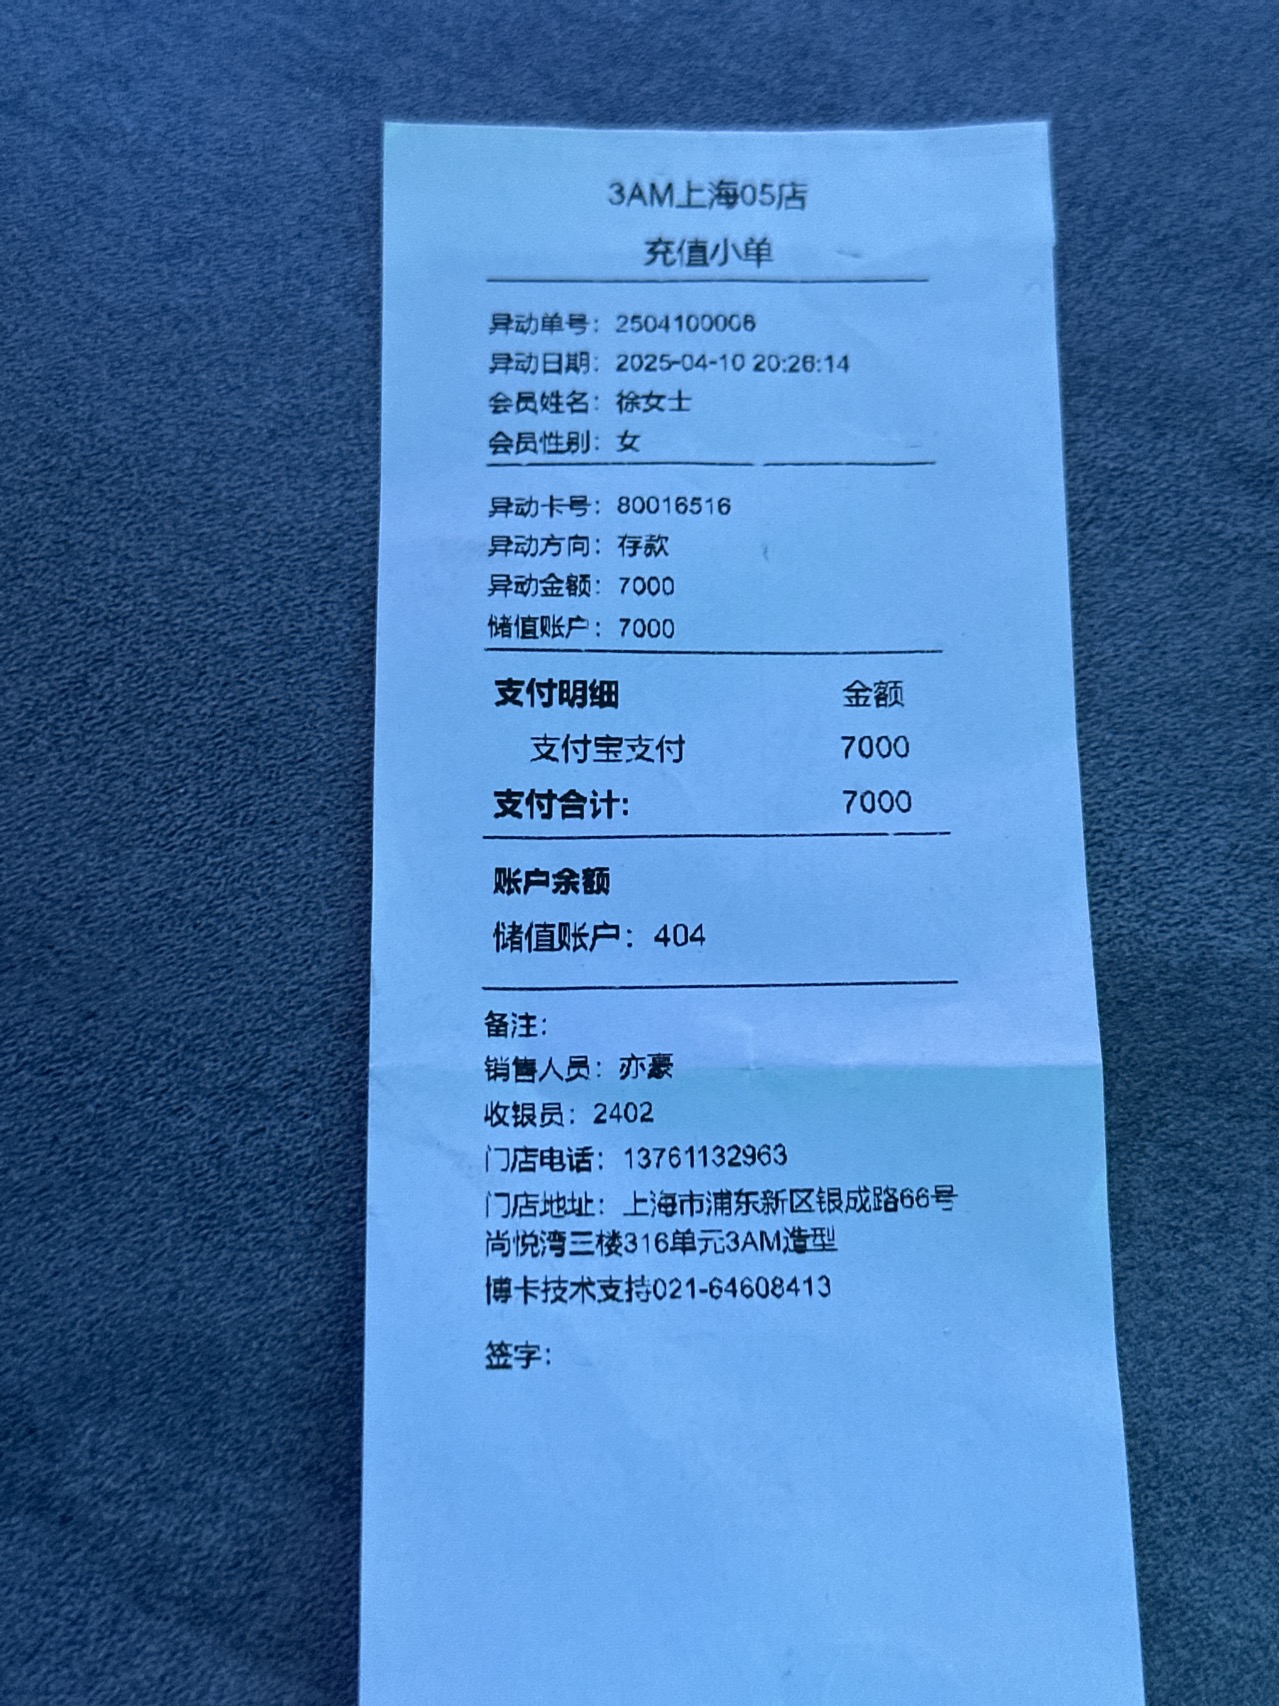 3AM上海05店
充值小单
异动单号：2504100006
异动日期：2025-04-10 20:26:14
会员姓名：徐女士
会员性别：女
异动卡号：80016516
异动方向：存款
异动金额：7000
储值账户：7000
支付明细 金额
支付宝支付 7000
支付合计: 7000
账户余额
储值账户：404
备注:
销售人员：亦豪
收银员：2402
门店电话：13761132963
门店地址：上海市浦东新区银成路66号
尚悦湾三楼316单元3AM造型
博卡技术支持021-64608413
签字: